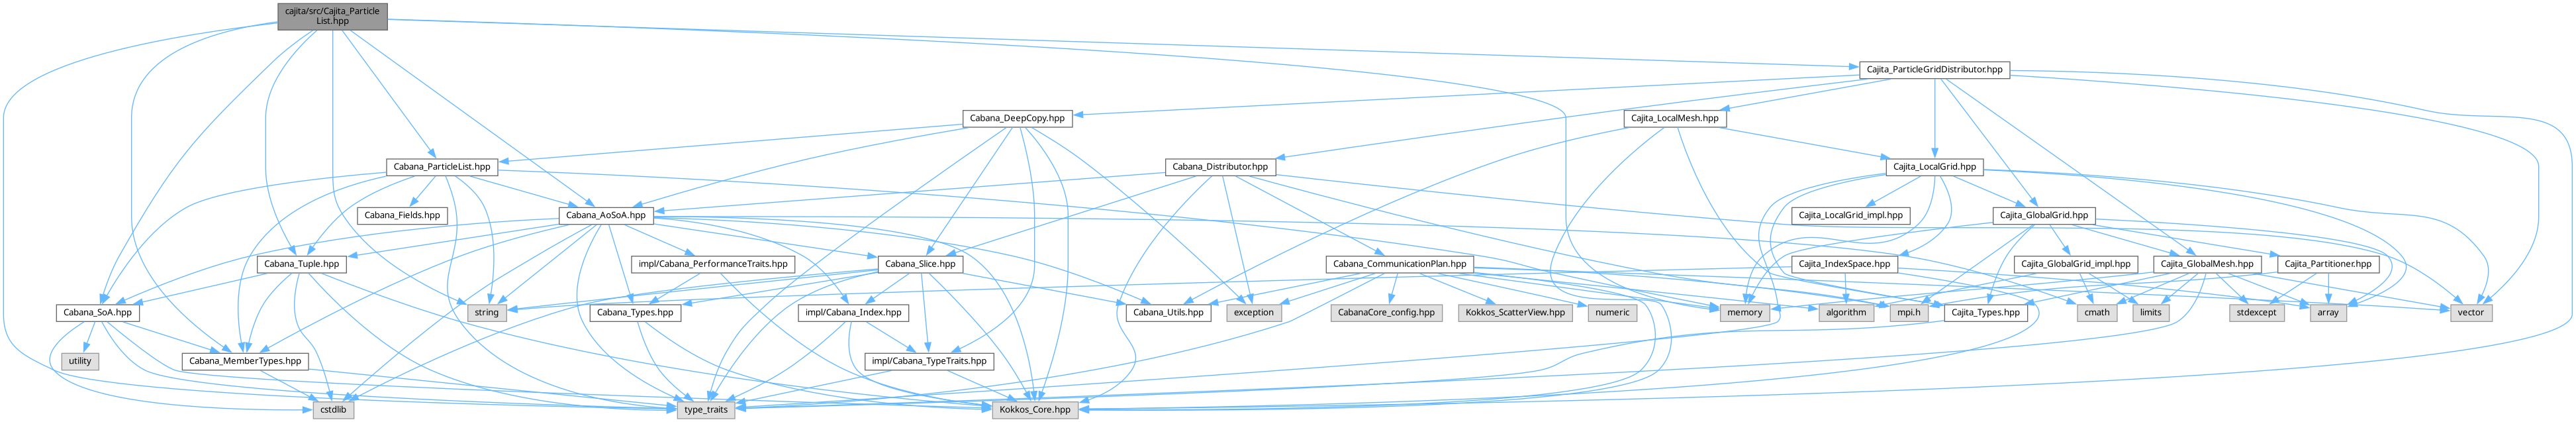 cajita/src/Cajita_Particle
List.hpp
Cajita_ParticleGridDistributor.hpp
Cabana_DeepCopy.hpp
Cajita_LocalMesh.hpp
Cabana_ParticleList.hpp
Cabana_Distributor.hpp
Cajita_LocalGrid.hpp
Cabana_Fields.hpp
Cabana_AoSoA.hpp
Cajita_LocalGrid_impl.hpp
Cajita_GlobalGrid.hpp
Cabana_Tuple.hpp
impl/Cabana_PerformanceTraits.hpp
Cabana_Slice.hpp
Cabana_CommunicationPlan.hpp
Cajita_IndexSpace.hpp
Cajita_GlobalGrid_impl.hpp
Cajita_GlobalMesh.hpp
Cajita_Partitioner.hpp
Cabana_SoA.hpp
string
Cabana_Types.hpp
impl/Cabana_Index.hpp
Cabana_Utils.hpp
exception
CabanaCore_config.hpp
Kokkos_ScatterView.hpp
numeric
memory
algorithm
mpi.h
Cajita_Types.hpp
cmath
limits
stdexcept
array
vector
utility
Cabana_MemberTypes.hpp
impl/Cabana_TypeTraits.hpp
cstdlib
type_traits
Kokkos_Core.hpp